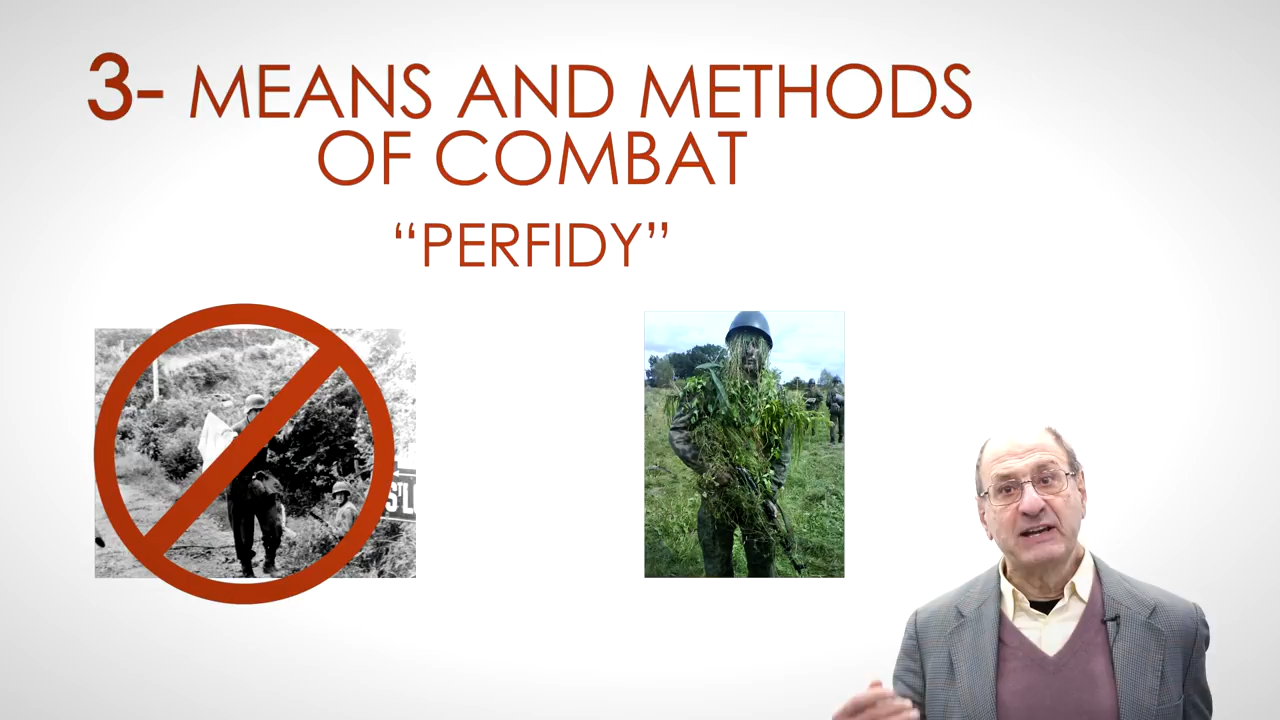 3- MEANS AND METHODS
OF COMBAT
“PERFIDY”